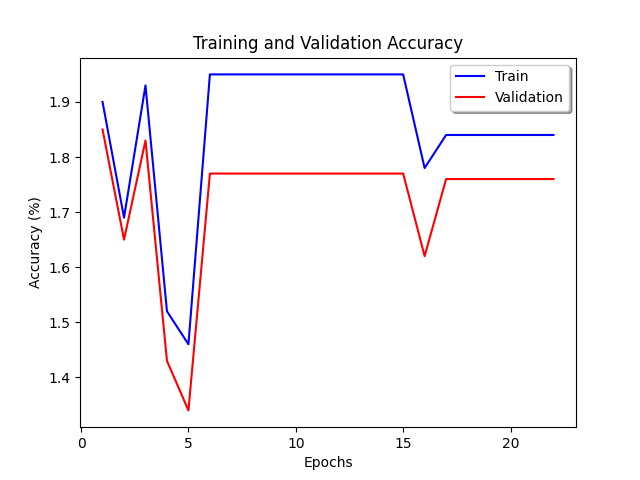 Training and Validation Accuracy
Train
Validation
Accuracy (%)
1.9
1.8
1.7
1.6
1.5
1.4
0
5
10
15
20
Epochs